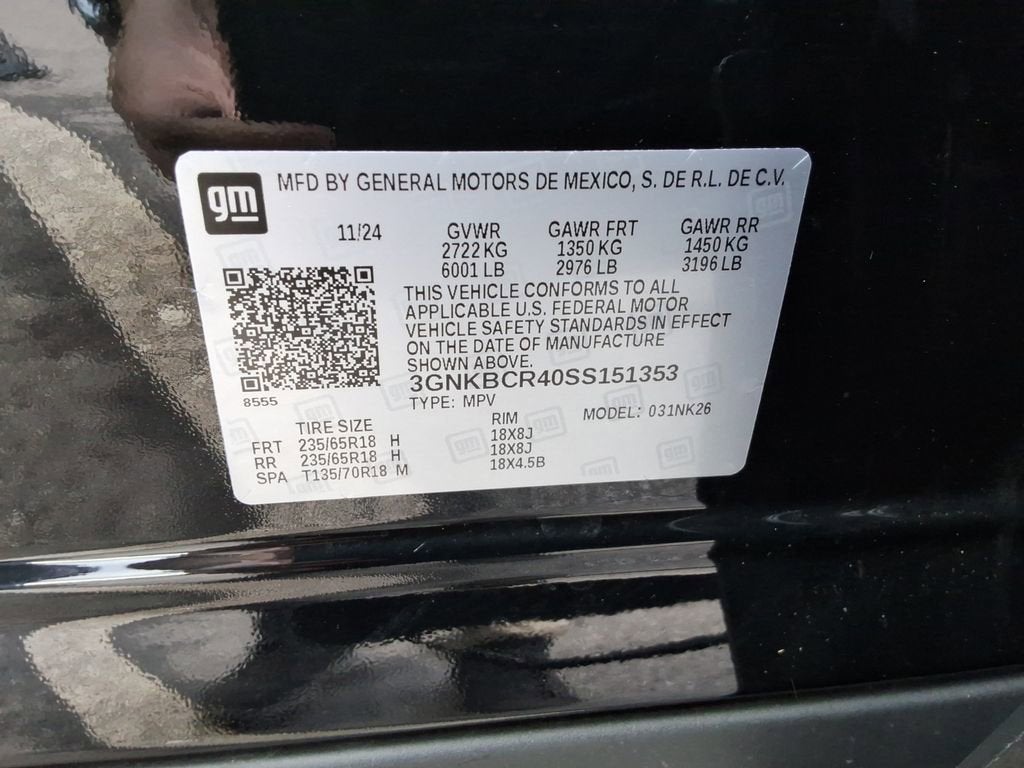 gm MFD BY GENERAL MOTORS DE MEXICO, S. DE R.L. DE C.V.
11/24 GVWR GAWR FRT GAWR RR
2722 KG 1350 KG 1450 KG
6001 LB 2976 LB 3196 LB
THIS VEHICLE CONFORMS TO ALL
APPLICABLE U.S. FEDERAL MOTOR
VEHICLE SAFETY STANDARDS IN EFFECT
ON THE DATE OF MANUFACTURE
SHOWN ABOVE.
3GNKBCR40SS151353
8555 TYPE: MPV MODEL: 031NK26
TIRE SIZE RIM
FRT 235/65R18 H 18X8J
RR 235/65R18 H 18X8J
SPA T135/70R18 M 18X4.5B